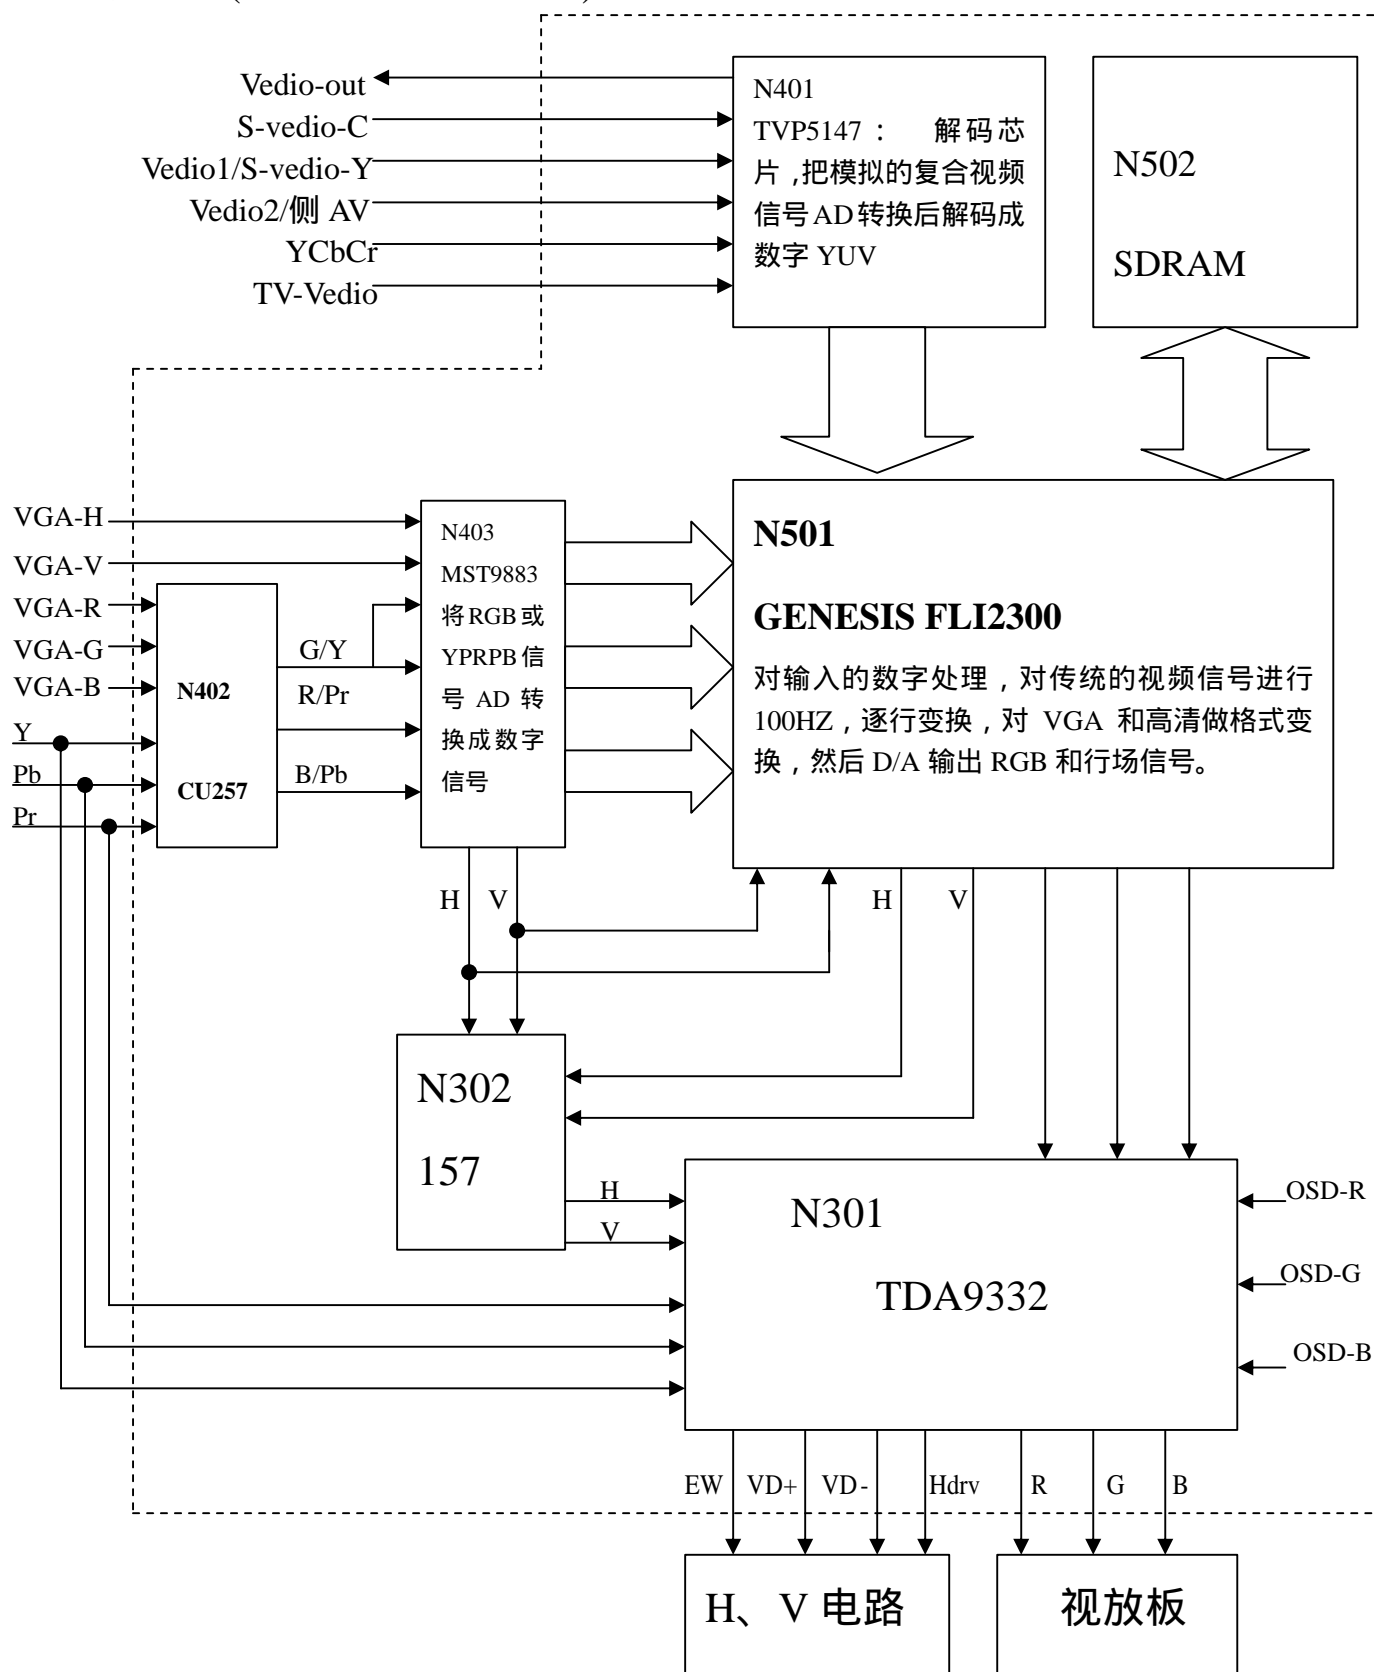 Vedio-out
S-vedio-C
Vedio1/S-vedio-Y
Vedio2/侧 AV
YCbCr
TV-Vedio
N401
TVP5147： 解码芯
片,把模拟的复合视频
信号AD转换后解码成
数字 YUV
N502
SDRAM
VGA-H
VGA-V
VGA-R
VGA-G
VGA-B
Y
Pb
Pr
N402
CU257
G/Y
R/Pr
B/Pb
N403
MST9883
将RGB或
YPRPB信
号 AD 转
换成数字
信号
N501
GENESIS FLI2300
对输入的数字处理，对传统的视频信号进行
100HZ，逐行变换，对 VGA 和高清做格式变
换，然后 D/A 输出 RGB 和行场信号。
H
V
H
V
N302
157
H
V
N301
TDA9332
OSD-R
OSD-G
OSD-B
EW
VD+
VD-
Hdrv
R
G
B
H、V 电路
视放板